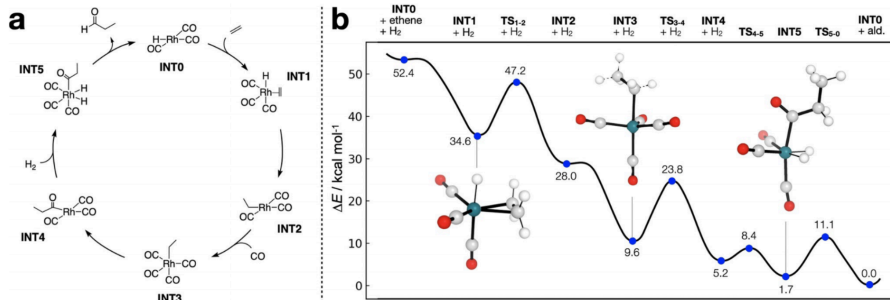 a
H
O
INT5
O
CO
CO
Rh
H
H
CO
H₂
O
CO
Rh
OC
CO
INT4
OC
OC
Rh
CO
CO
INT3
CO
CO
H-Rh
CO
CO
INT0
INT1
H
CO
Rh
CO
CO
CO
Rh
CO
CO
INT2
CO
b
INT0
+ ethene
+ H₂
INT1
+ H₂
TS₁₋₂
+ H₂
INT2
+ H₂
INT3
+ H₂
TS₃₋₄
+ H₂
INT4
+ H₂
TS₄₋₅
INT5
TS₅₋₀
INT0
+ ald.
ΔE / kcal mol⁻¹
50
40
30
20
10
0
52.4
34.6
47.2
28.0
9.6
23.8
5.2
8.4
1.7
11.1
0.0